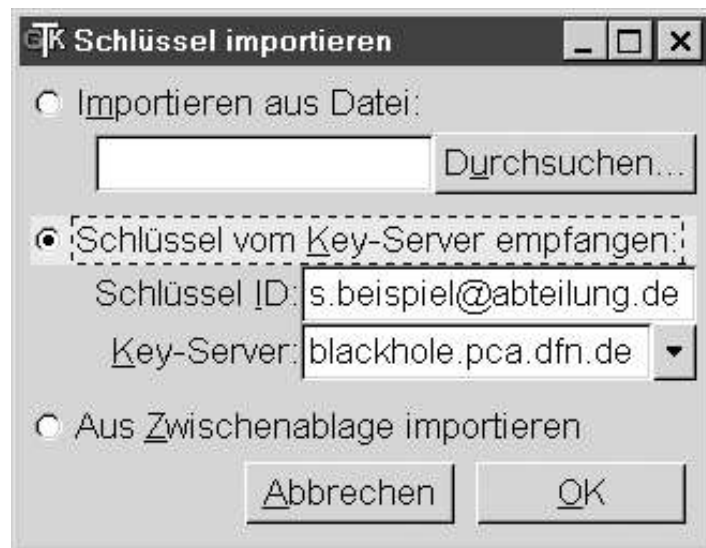 GTK Schlüssel importieren
Importieren aus Datei:
Durchsuchen...
Schlüssel vom Key-Server empfangen:
Schlüssel ID: s.beispiel@abteilung.de
Key-Server: blackhole.pca.dfn.de
Aus Zwischenablage importieren
Abbrechen OK